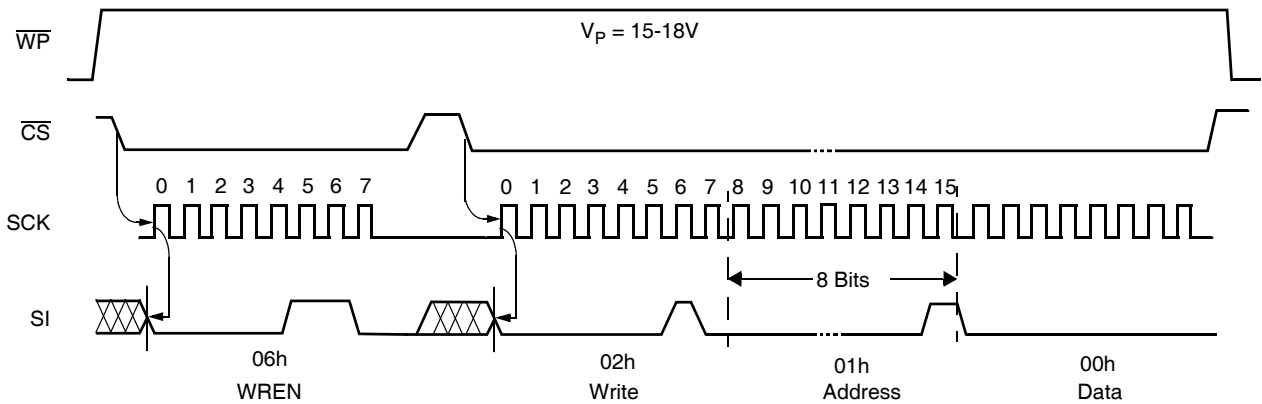 WP
V_P = 15-18V
CS
0 1 2 3 4 5 6 7
0 1 2 3 4 5 6 7 8 9 10 11 12 13 14 15
SCK
8 Bits
SI
06h
02h
01h
00h
WREN
Write
Address
Data